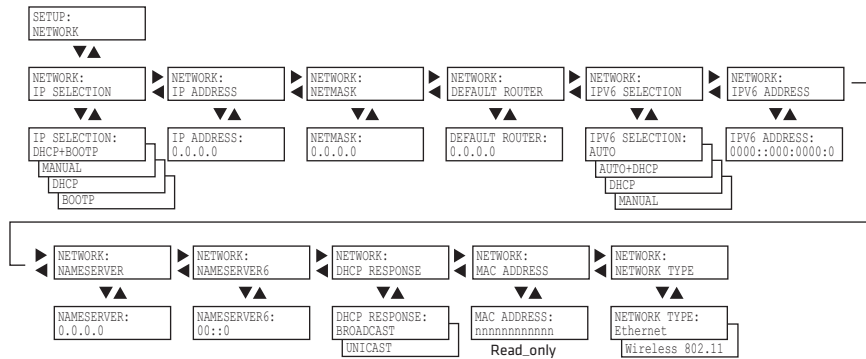 SETUP:
NETWORK
NETWORK:
IP SELECTION
NETWORK:
IP ADDRESS
NETWORK:
NETMASK
NETWORK:
DEFAULT ROUTER
NETWORK:
IPV6 SELECTION
NETWORK:
IPV6 ADDRESS
IP SELECTION:
DHCP+BOOTP
MANUAL
DHCP
BOOTP
IP ADDRESS:
0.0.0.0
NETMASK:
0.0.0.0
DEFAULT ROUTER:
0.0.0.0
IPV6 SELECTION:
AUTO
AUTO+DHCP
DHCP
MANUAL
IPV6 ADDRESS:
0000::000:0000:0
NETWORK:
NAMESERVER
NETWORK:
NAMESERVER6
NETWORK:
DHCP RESPONSE
NETWORK:
MAC ADDRESS
NETWORK:
NETWORK TYPE
NAMESERVER:
0.0.0.0
NAMESERVER6:
00::0
DHCP RESPONSE:
BROADCAST
UNICAST
MAC ADDRESS:
nnnnnnnnnnnn
Read_only
NETWORK TYPE:
Ethernet
Wireless 802.11